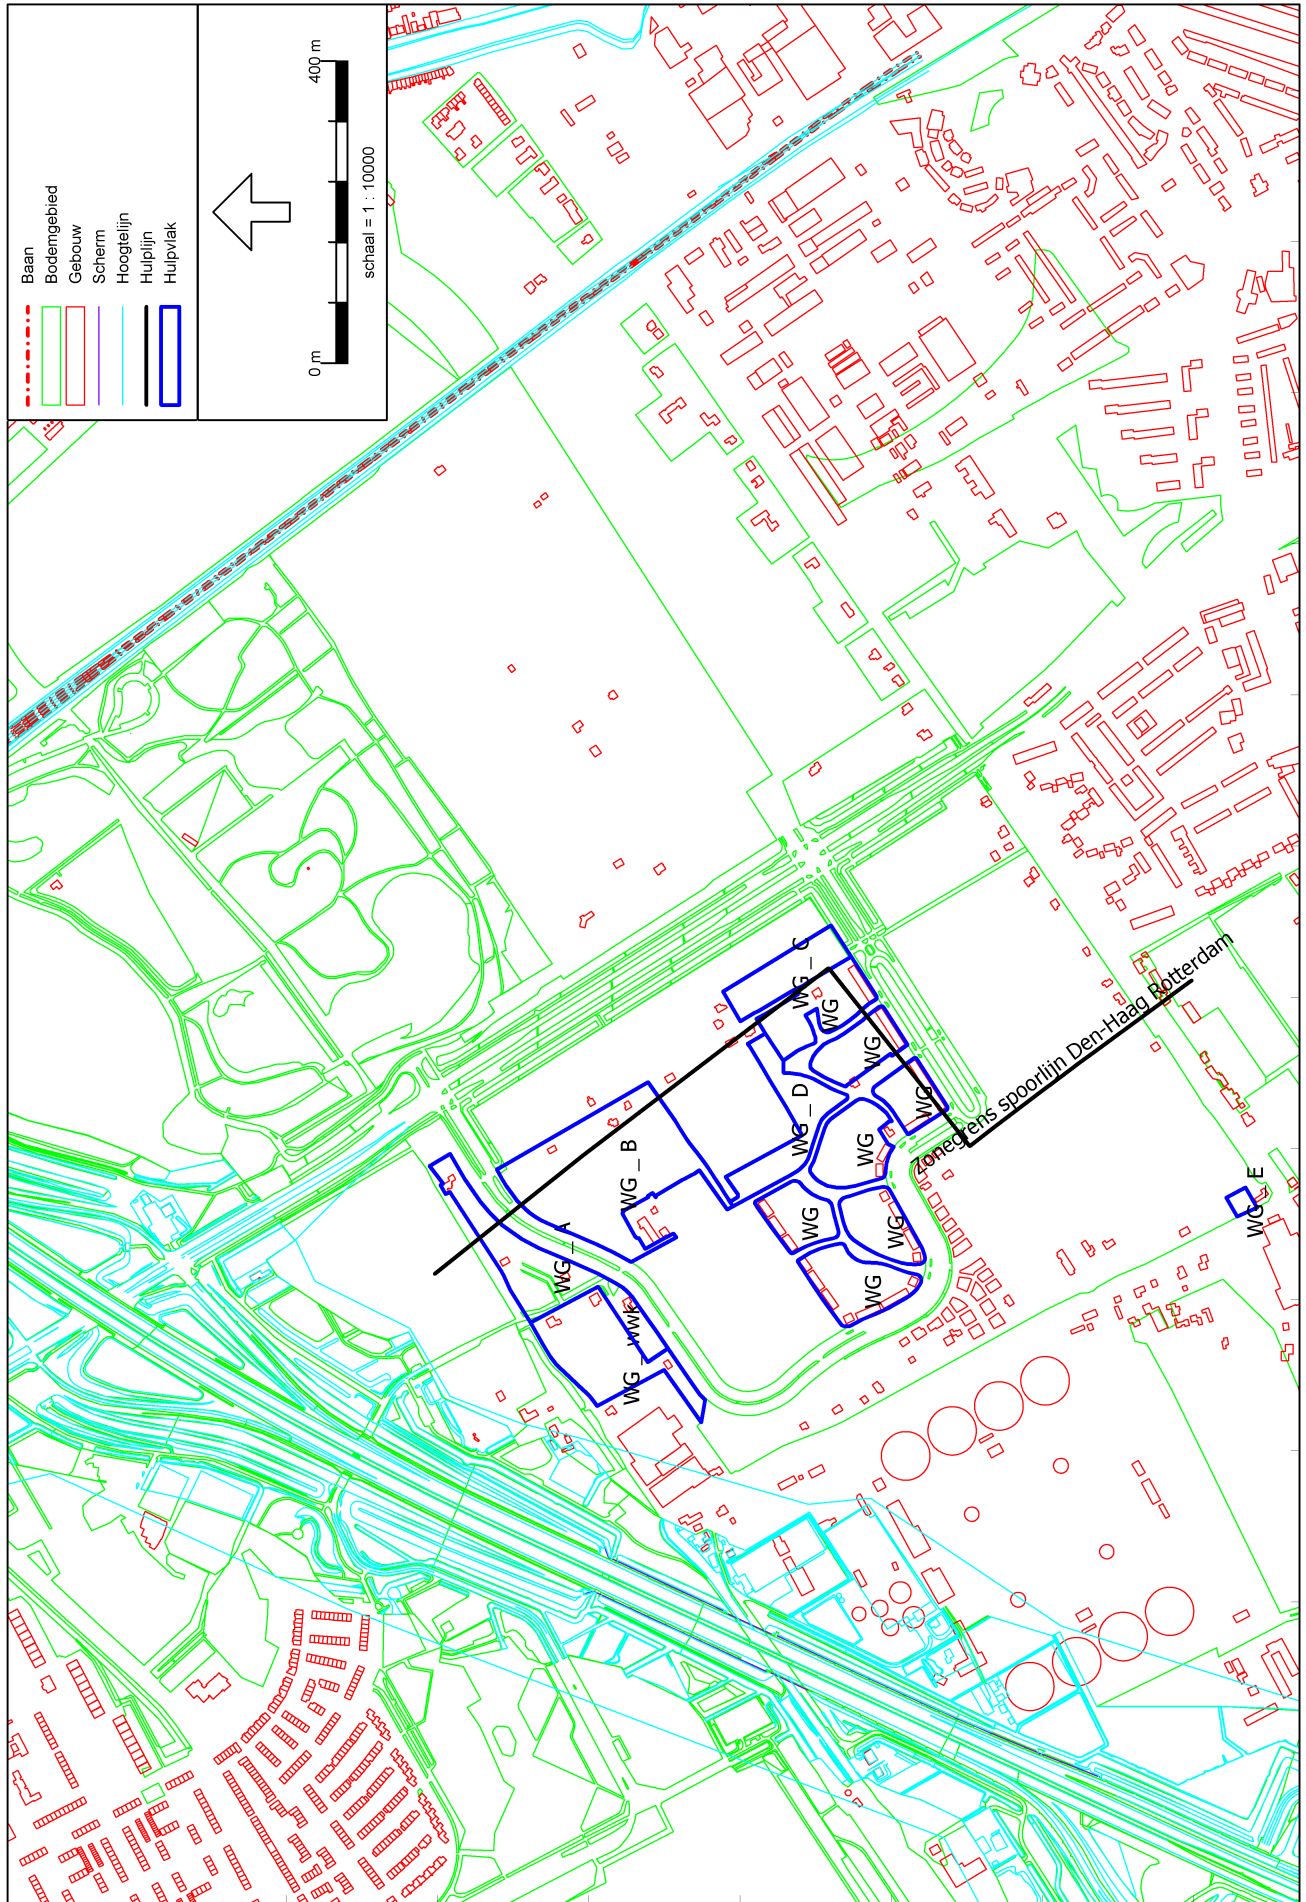 Baan
Bodemgebied
Gebouw
Scherm
Hoogtelijn
Hulplijn
Hulpvlak
0 m
400 m
schaal = 1 : 10000
WG _ A
WG _ B
WG _ C
WG _ D
WG _ wwk
WG
WG
WG
WG
WG
WG
WG
WG _ E
Zonegrens spoorlijn Den-Haag Rotterdam